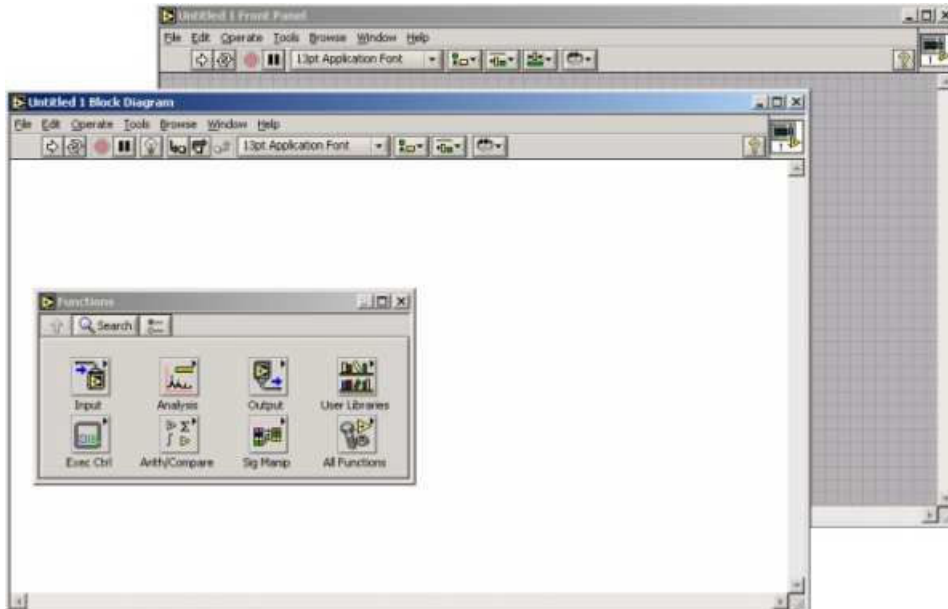 Untitled 1 Front Panel
File Edit Operate Tools Browse Window Help
13pt Application Font
1
Untitled 1 Block Diagram
File Edit Operate Tools Browse Window Help
13pt Application Font
1
Functions
Search
Input Analysis Output User Libraries
Exec Ctrl Arith/Compare Sig Manip All Functions